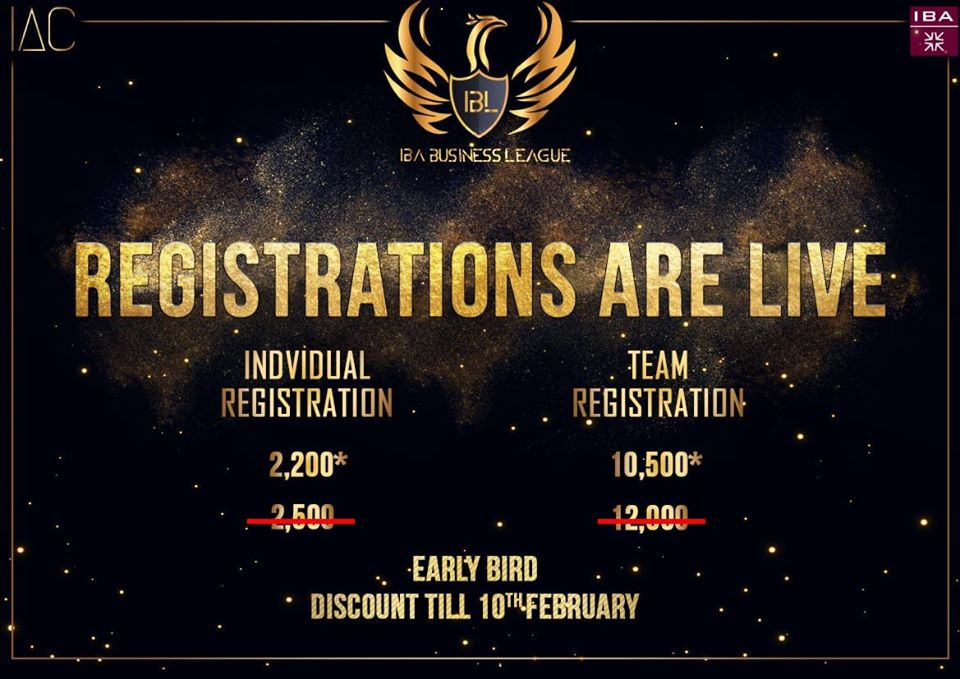 IAC
IBA
IBL
IBA BUSINESS LEAGUE
REGISTRATIONS ARE LIVE
INDVIDUAL
REGISTRATION
2,200*
2,500
TEAM
REGISTRATION
10,500*
12,000
EARLY BIRD
DISCOUNT TILL 10TH FEBRUARY